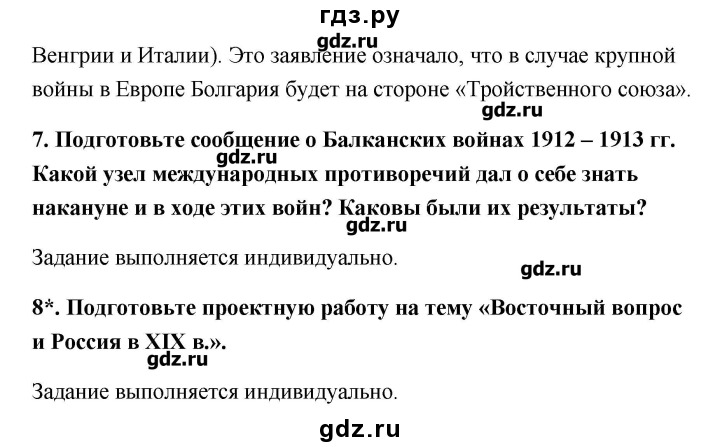 гдз.ру
Венгрии и Италии). Это заявление означало, что в случае крупной
gdz.ru
войны в Европе Болгария будет на стороне «Тройственного союза».
gdz.ru
7. Подготовьте сообщение о Балканских войнах 1912 – 1913 гг.
gdz.ru
Какой узел международных противоречий дал о себе знать
накануне и в ходе этих войн? Каковы были их результаты?
gdz.ru
Задание выполняется индивидуально.
gdz.ru
8*. Подготовьте проектную работу на тему «Восточный вопрос
и Россия в XIX в.».
gdz.ru
Задание выполняется индивидуально.
gdz.ru